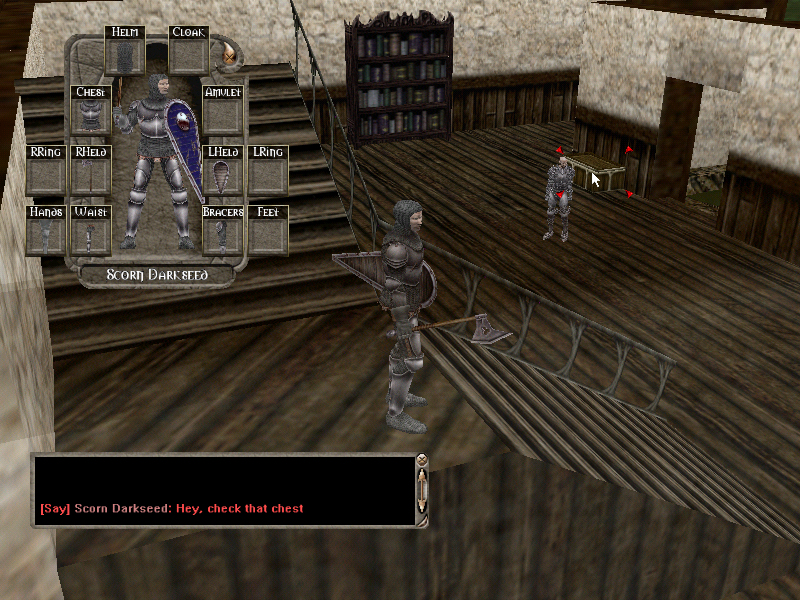 Helm Cloak
Chest Amulet
RRing RHeld LHeld LRing
Hands Waist Bracers Feet
Scorn Darkseed
[Say] Scorn Darkseed: Hey, check that chest